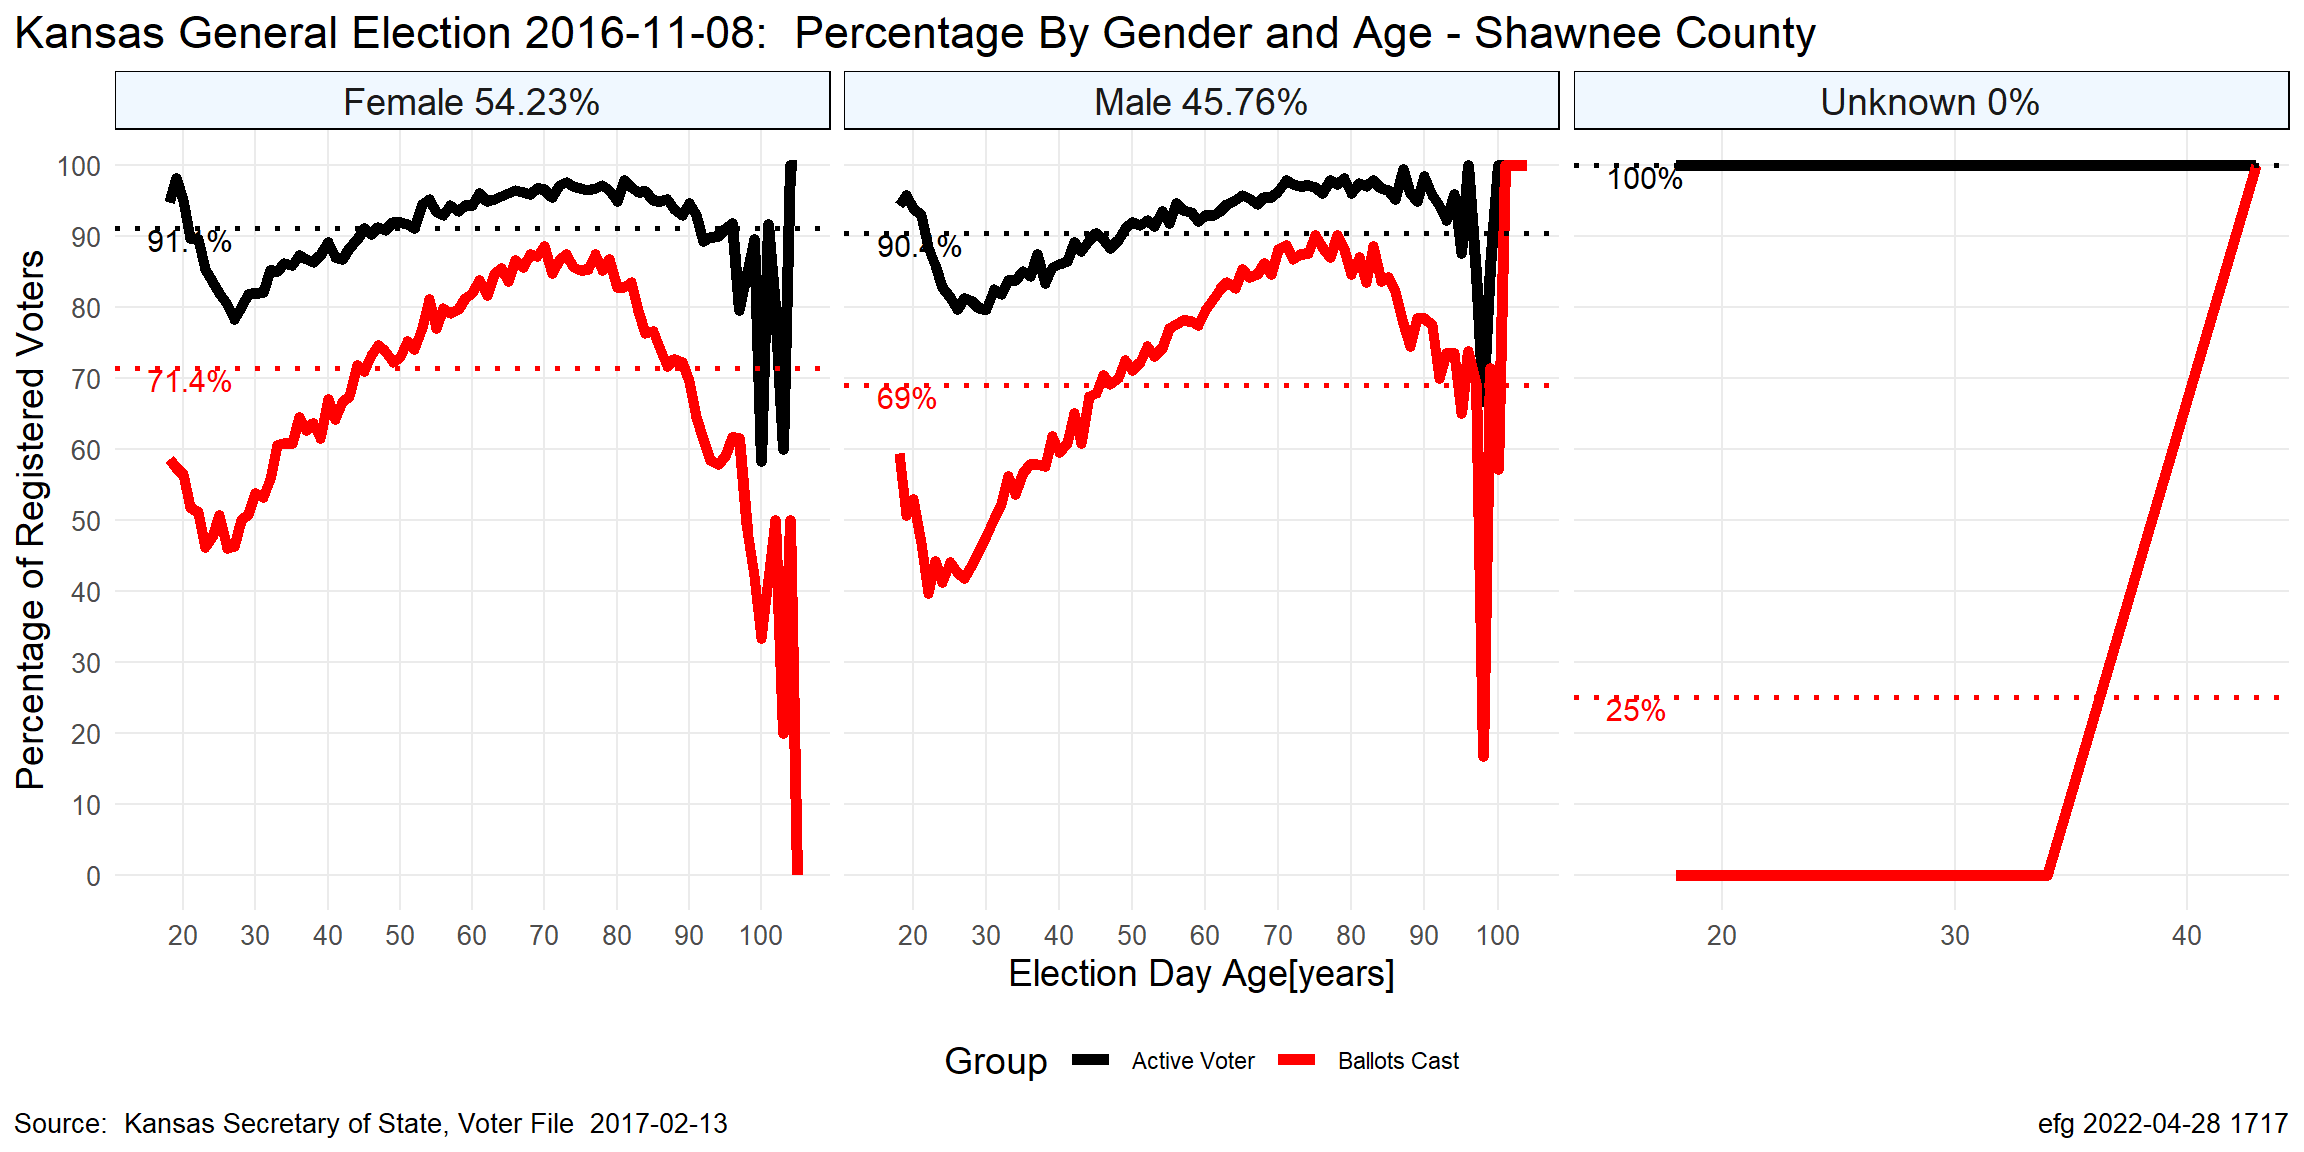 Kansas General Election 2016-11-08:  Percentage By Gender and Age - Shawnee County
Female 54.23%
Male 45.76%
Unknown 0%
Percentage of Registered Voters
100
90
80
70
60
50
40
30
20
10
0
91.1%
71.4%
90.4%
69%
100%
25%
20 30 40 50 60 70 80 90 100
20 30 40 50 60 70 80 90 100
20 30 40
Election Day Age[years]
Group Active Voter Ballots Cast
Source:  Kansas Secretary of State, Voter File  2017-02-13
efg 2022-04-28 1717